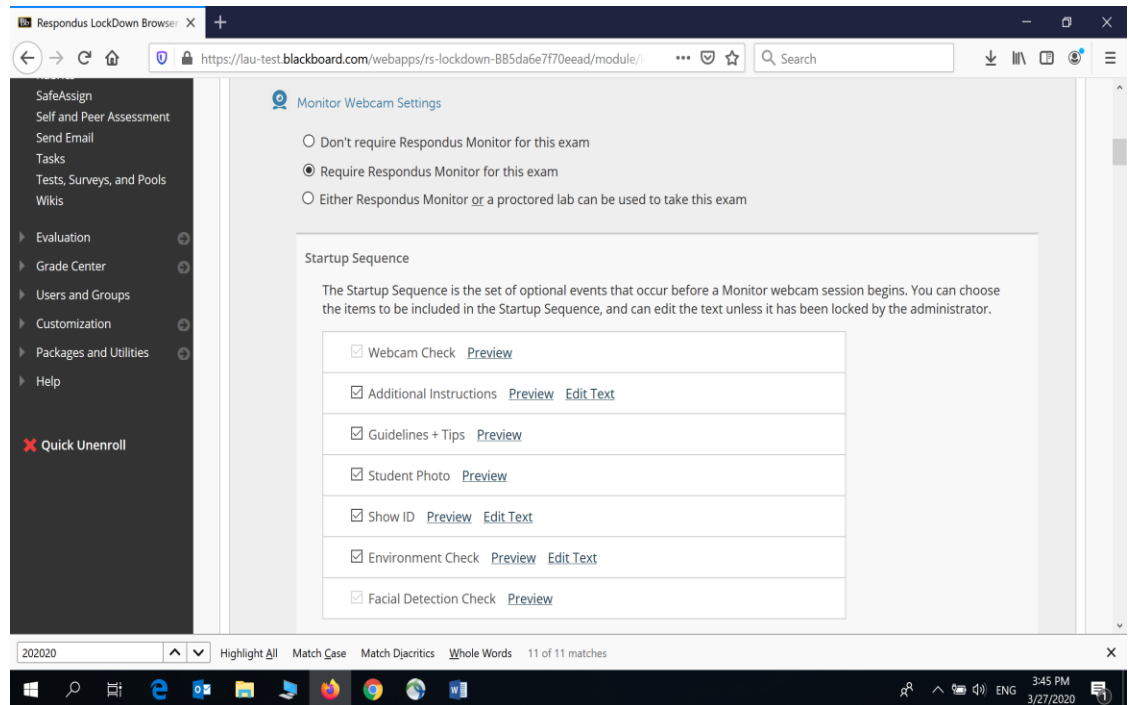 Respondus LockDown Browser
https://lau-test.blackboard.com/webapps/rs-lockdown-BB5da6e7f70eead/module/
Search
SafeAssign
Self and Peer Assessment
Send Email
Tasks
Tests, Surveys, and Pools
Wikis
Evaluation
Grade Center
Users and Groups
Customization
Packages and Utilities
Help
Quick Unenroll
Monitor Webcam Settings
Don't require Respondus Monitor for this exam
Require Respondus Monitor for this exam
Either Respondus Monitor or a proctored lab can be used to take this exam
Startup Sequence
The Startup Sequence is the set of optional events that occur before a Monitor webcam session begins. You can choose
the items to be included in the Startup Sequence, and can edit the text unless it has been locked by the administrator.
Webcam Check Preview
Additional Instructions Preview Edit Text
Guidelines + Tips Preview
Student Photo Preview
Show ID Preview Edit Text
Environment Check Preview Edit Text
Facial Detection Check Preview
202020 Highlight All Match Case Match Diacritics Whole Words 11 of 11 matches
ENG
3:45 PM
3/27/2020